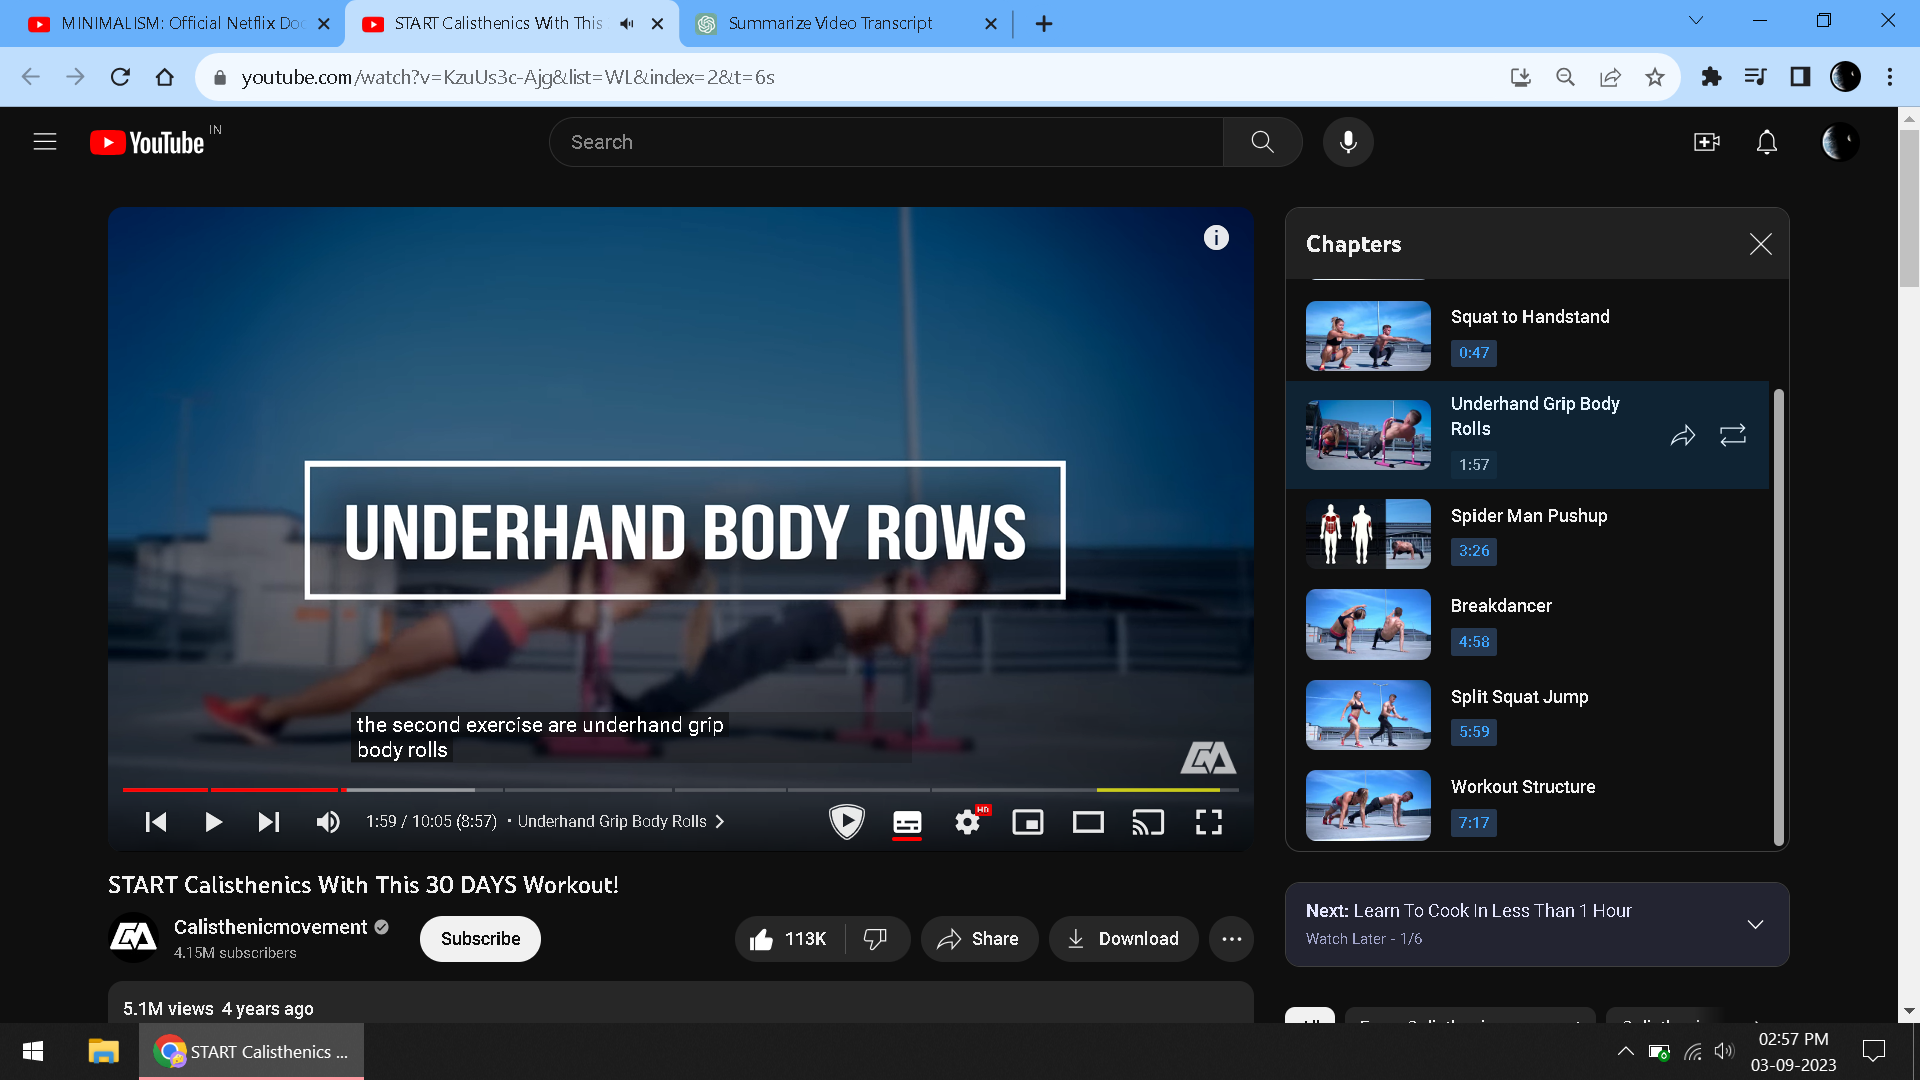 MINIMALISM: Official Netflix Doc
START Calisthenics With This
Summarize Video Transcript
youtube.com/watch?v=KzuUs3c-Ajg&list=WL&index=2&t=6s
YouTube IN
Search
UNDERHAND BODY ROWS
the second exercise are underhand grip
body rolls
1:59 / 10:05 (8:57) • Underhand Grip Body Rolls
HD
START Calisthenics With This 30 DAYS Workout!
Calisthenicmovement
4.15M subscribers
Subscribe
113K
Share
Download
5.1M views 4 years ago
Chapters
Squat to Handstand
0:47
Underhand Grip Body
Rolls
1:57
Spider Man Pushup
3:26
Breakdancer
4:58
Split Squat Jump
5:59
Workout Structure
7:17
Next: Learn To Cook In Less Than 1 Hour
Watch Later - 1/6
START Calisthenics ...
02:57 PM
03-09-2023